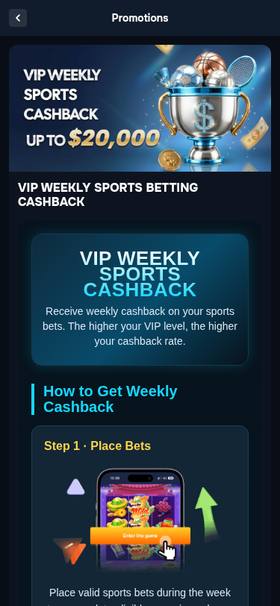 Promotions
VIP WEEKLY
SPORTS
CASHBACK
UP TO $20,000
VIP WEEKLY SPORTS BETTING
CASHBACK
VIP WEEKLY
SPORTS
CASHBACK
Receive weekly cashback on your sports
bets. The higher your VIP level, the higher
your cashback rate.
How to Get Weekly
Cashback
Step 1 · Place Bets
Enter the game
Place valid sports bets during the week